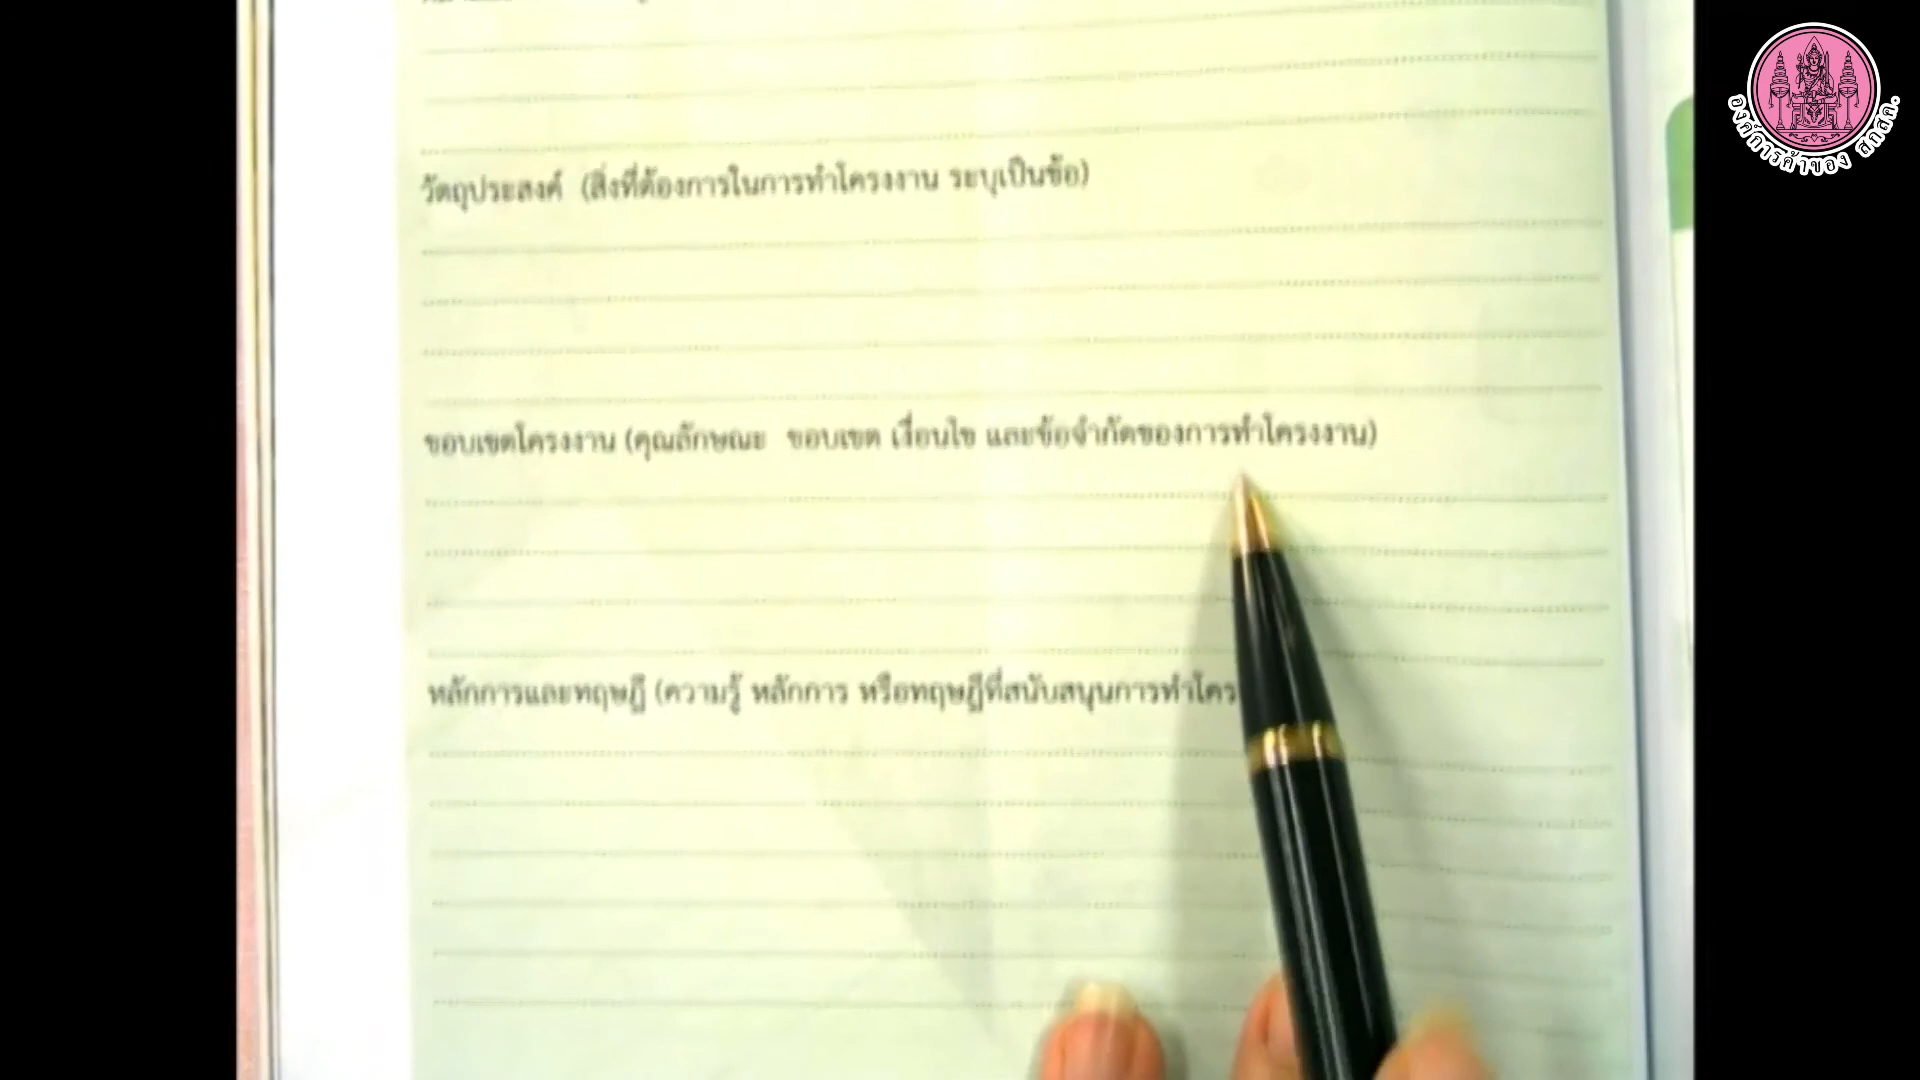 องค์การค้าของ สกสค.
วัตถุประสงค์ (สิ่งที่ต้องการในการทำโครงงาน ระบุเป็นข้อ)
ขอบเขตโครงงาน (คุณลักษณะ ขอบเขต เงื่อนไข และข้อจำกัดของการทำโครงงาน)
หลักการและทฤษฎี (ความรู้ หลักการ หรือทฤษฎีที่สนับสนุนการทำโคร